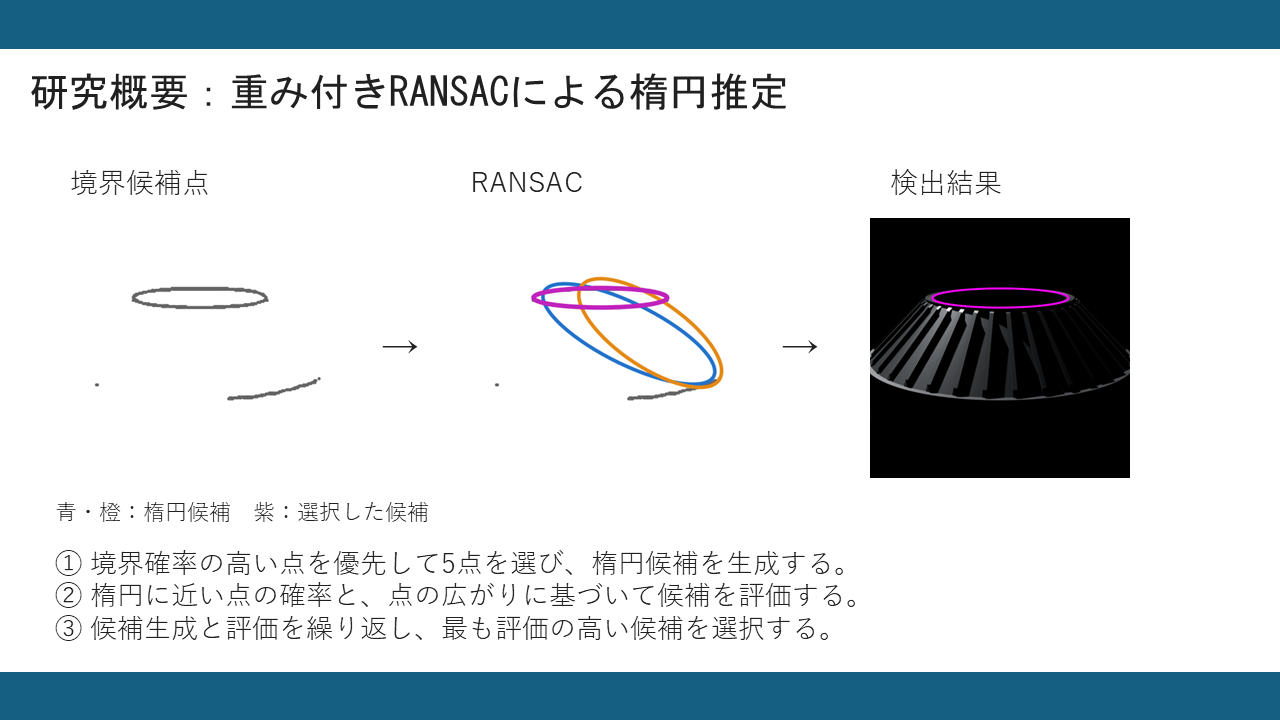 研究概要：重み付きRANSACによる楕円推定
境界候補点
RANSAC
検出結果
→
→
青・橙：楕円候補　紫：選択した候補
① 境界確率の高い点を優先して5点を選び、楕円候補を生成する。
② 楕円に近い点の確率と、点の広がりに基づいて候補を評価する。
③ 候補生成と評価を繰り返し、最も評価の高い候補を選択する。